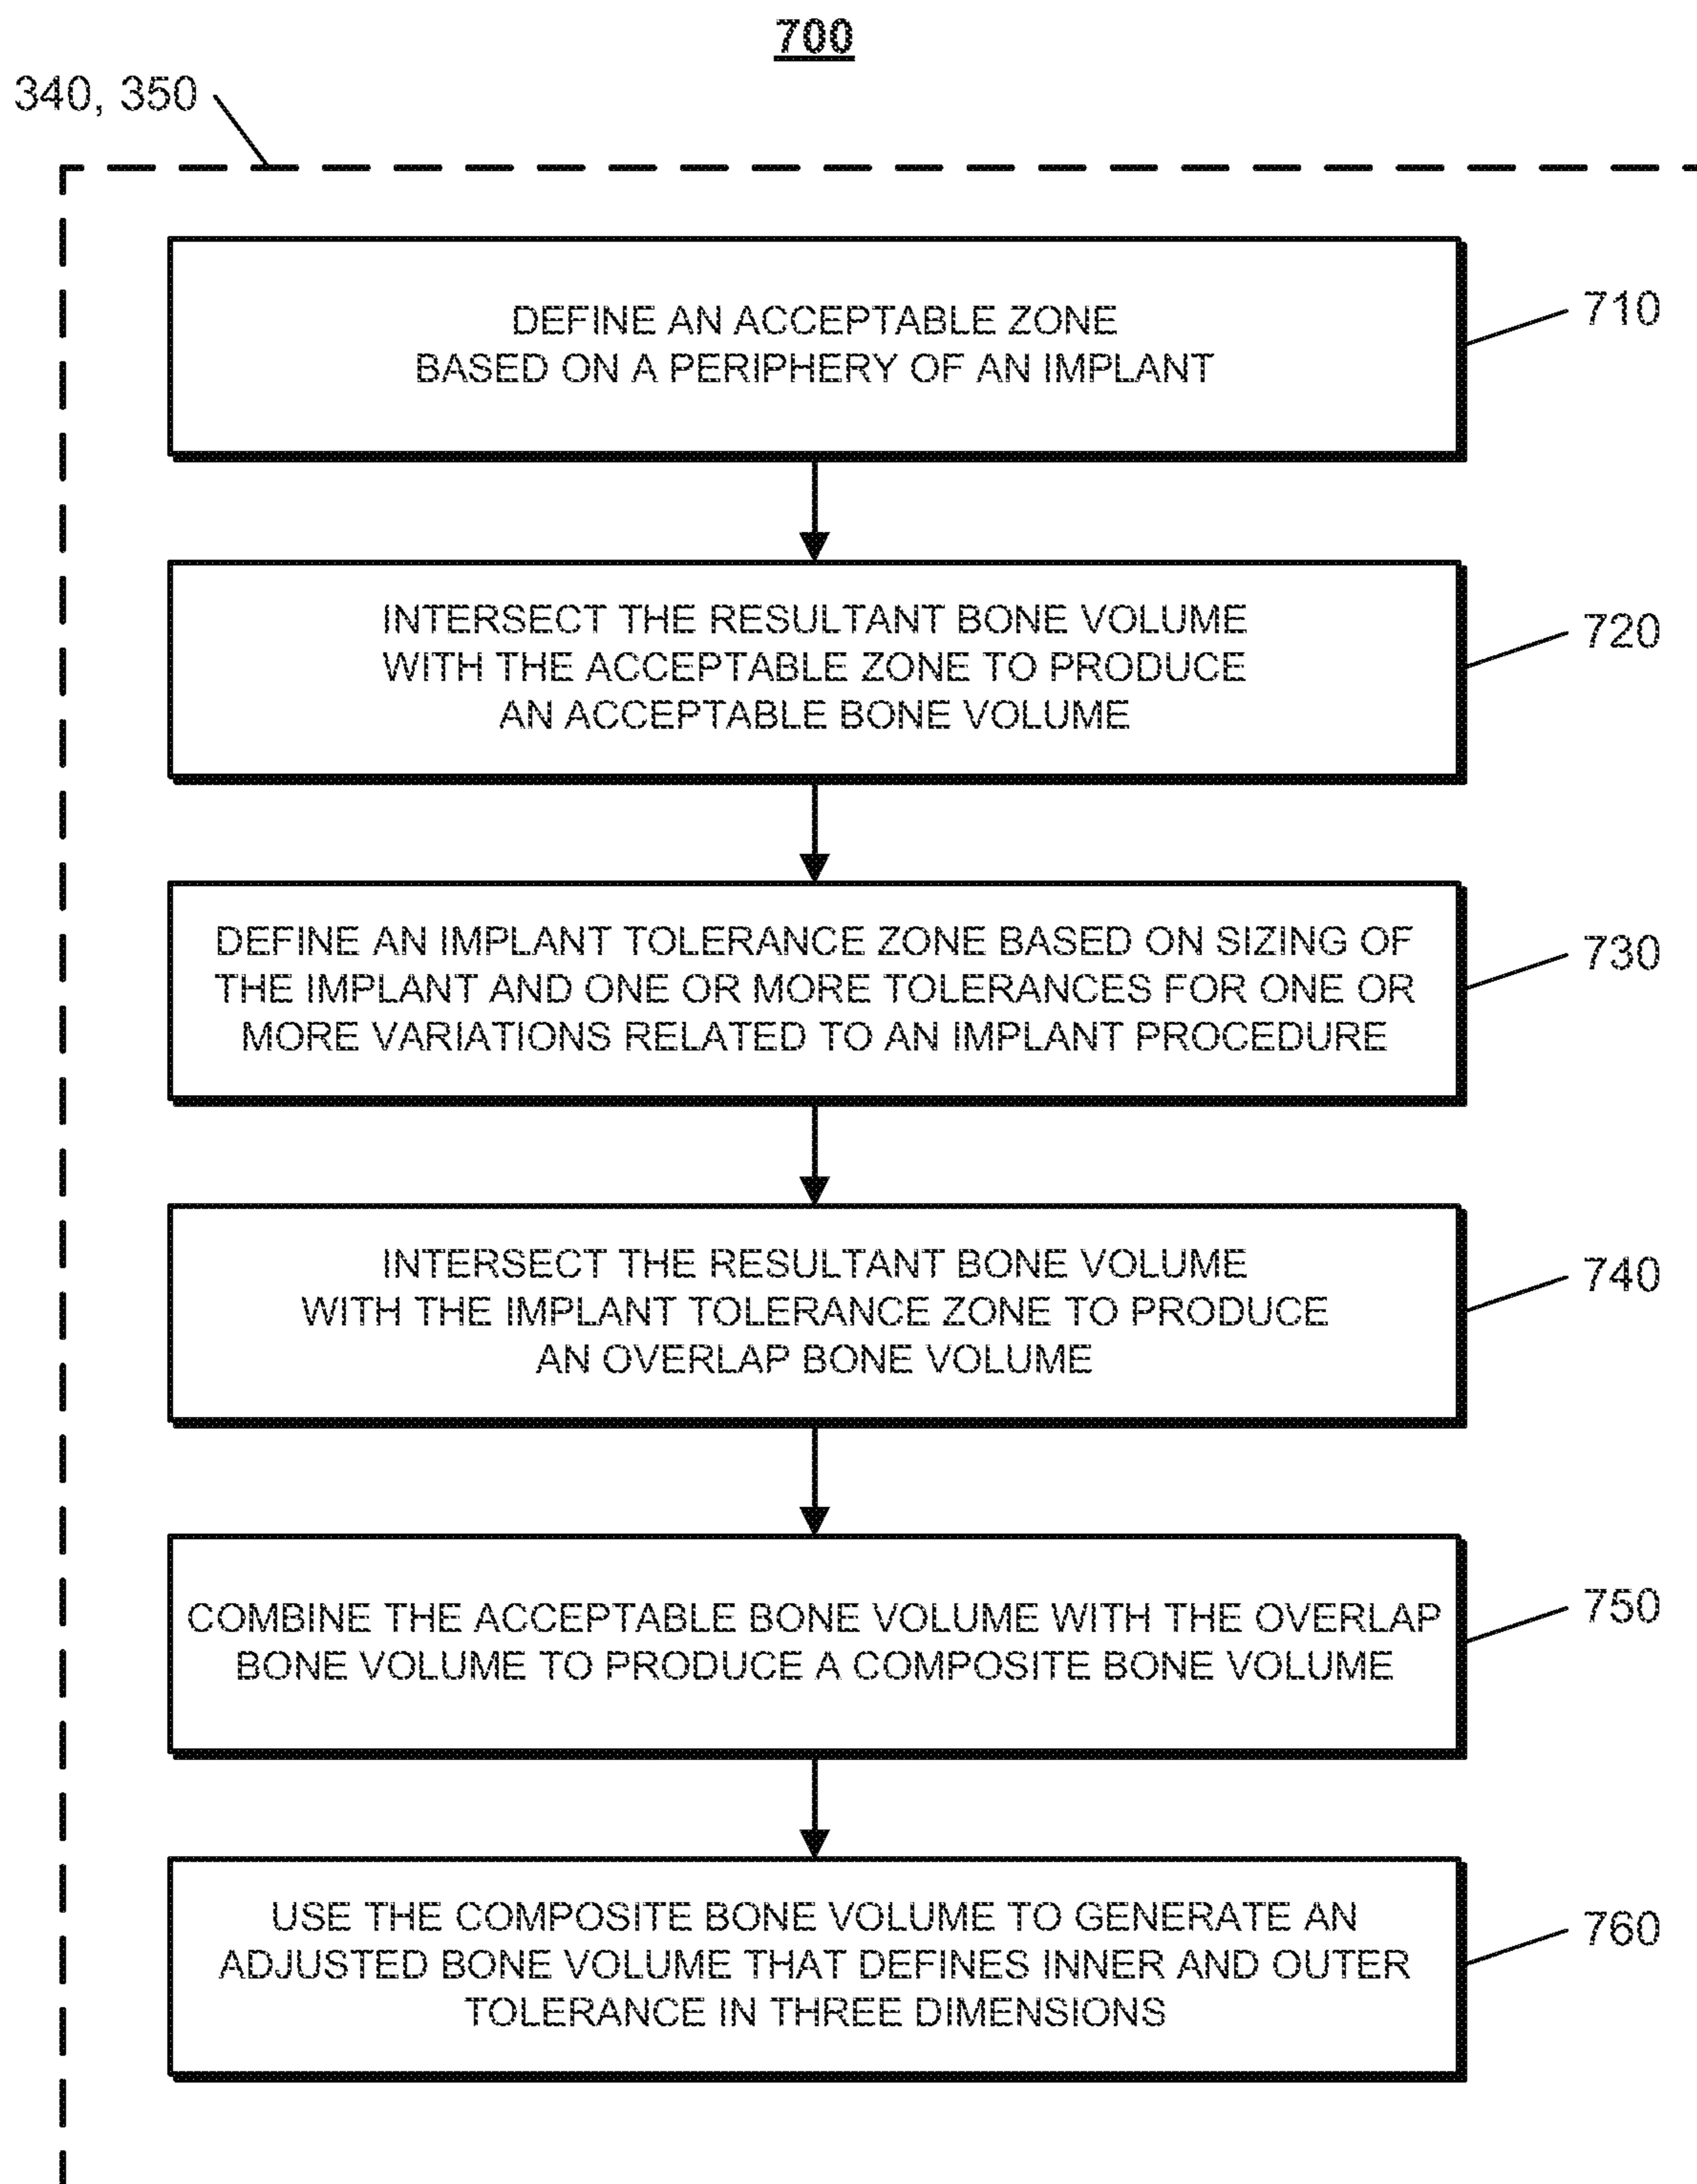 700
340, 350
DEFINE AN ACCEPTABLE ZONE
BASED ON A PERIPHERY OF AN IMPLANT
710
INTERSECT THE RESULTANT BONE VOLUME
WITH THE ACCEPTABLE ZONE TO PRODUCE
AN ACCEPTABLE BONE VOLUME
720
DEFINE AN IMPLANT TOLERANCE ZONE BASED ON SIZING OF
THE IMPLANT AND ONE OR MORE TOLERANCES FOR ONE OR
MORE VARIATIONS RELATED TO AN IMPLANT PROCEDURE
730
INTERSECT THE RESULTANT BONE VOLUME
WITH THE IMPLANT TOLERANCE ZONE TO PRODUCE
AN OVERLAP BONE VOLUME
740
COMBINE THE ACCEPTABLE BONE VOLUME WITH THE OVERLAP
BONE VOLUME TO PRODUCE A COMPOSITE BONE VOLUME
750
USE THE COMPOSITE BONE VOLUME TO GENERATE AN
ADJUSTED BONE VOLUME THAT DEFINES INNER AND OUTER
TOLERANCE IN THREE DIMENSIONS
760